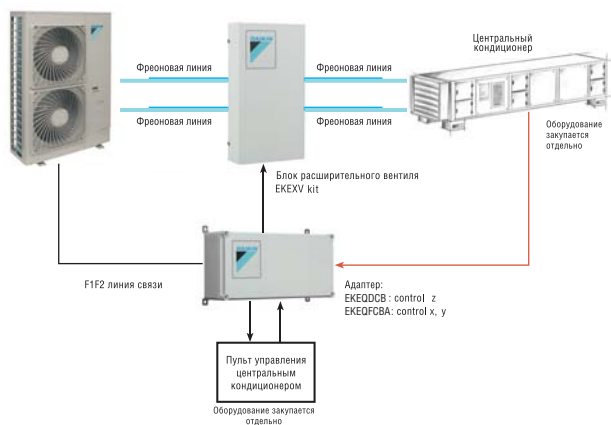 Центральный
кондиционер
Фреоновая линия
Фреоновая линия
Фреоновая линия
Фреоновая линия
Оборудование
закупается
отдельно
Блок расширительного вентиля
EKEXV kit
F1F2 линия связи
Адаптер:
EKEQDCB : control z
EKEQFCBA: control x, y
Пульт управления
центральным
кондиционером
Оборудование закупается
отдельно